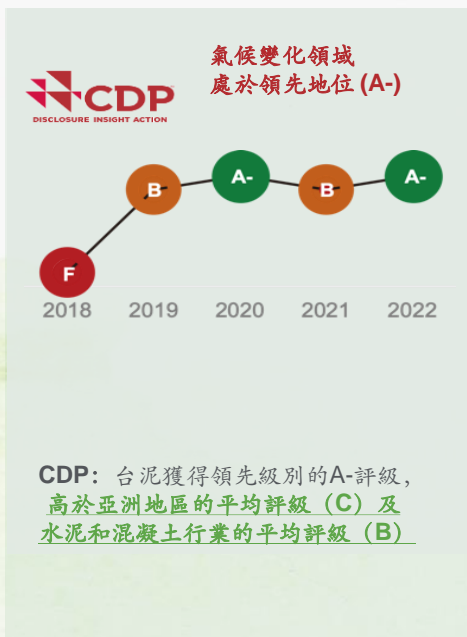 氣候變化領域
處於領先地位 (A-)
CDP
DISCLOSURE INSIGHT ACTION
F
B-
A-
B-
A-
2018 2019 2020 2021 2022
CDP：台泥獲得領先級別的A-評級，
高於亞洲地區的平均評級（C）及
水泥和混凝土行業的平均評級（B）